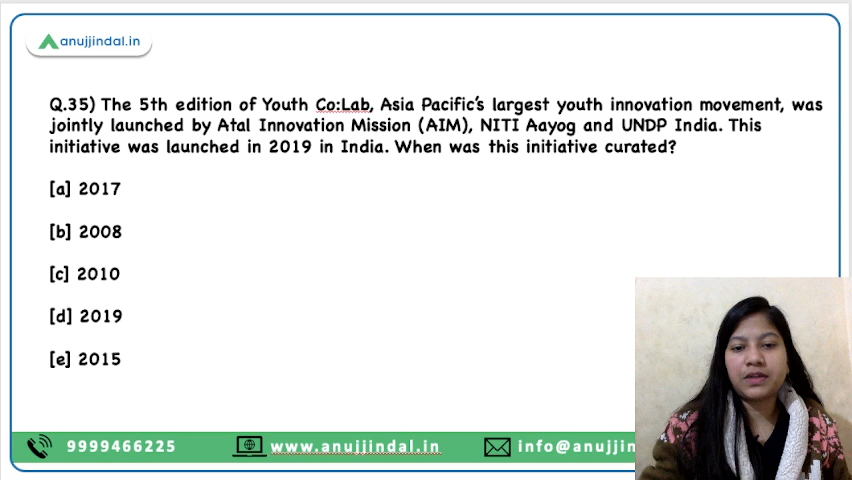 anujjindal.in
Q.35) The 5th edition of Youth Co:Lab, Asia Pacific's largest youth innovation movement, was
jointly launched by Atal Innovation Mission (AIM), NITI Aayog and UNDP India. This
initiative was launched in 2019 in India. When was this initiative curated?
[a] 2017
[b] 2008
[c] 2010
[d] 2019
[e] 2015
9999466225 www.anujjindal.in